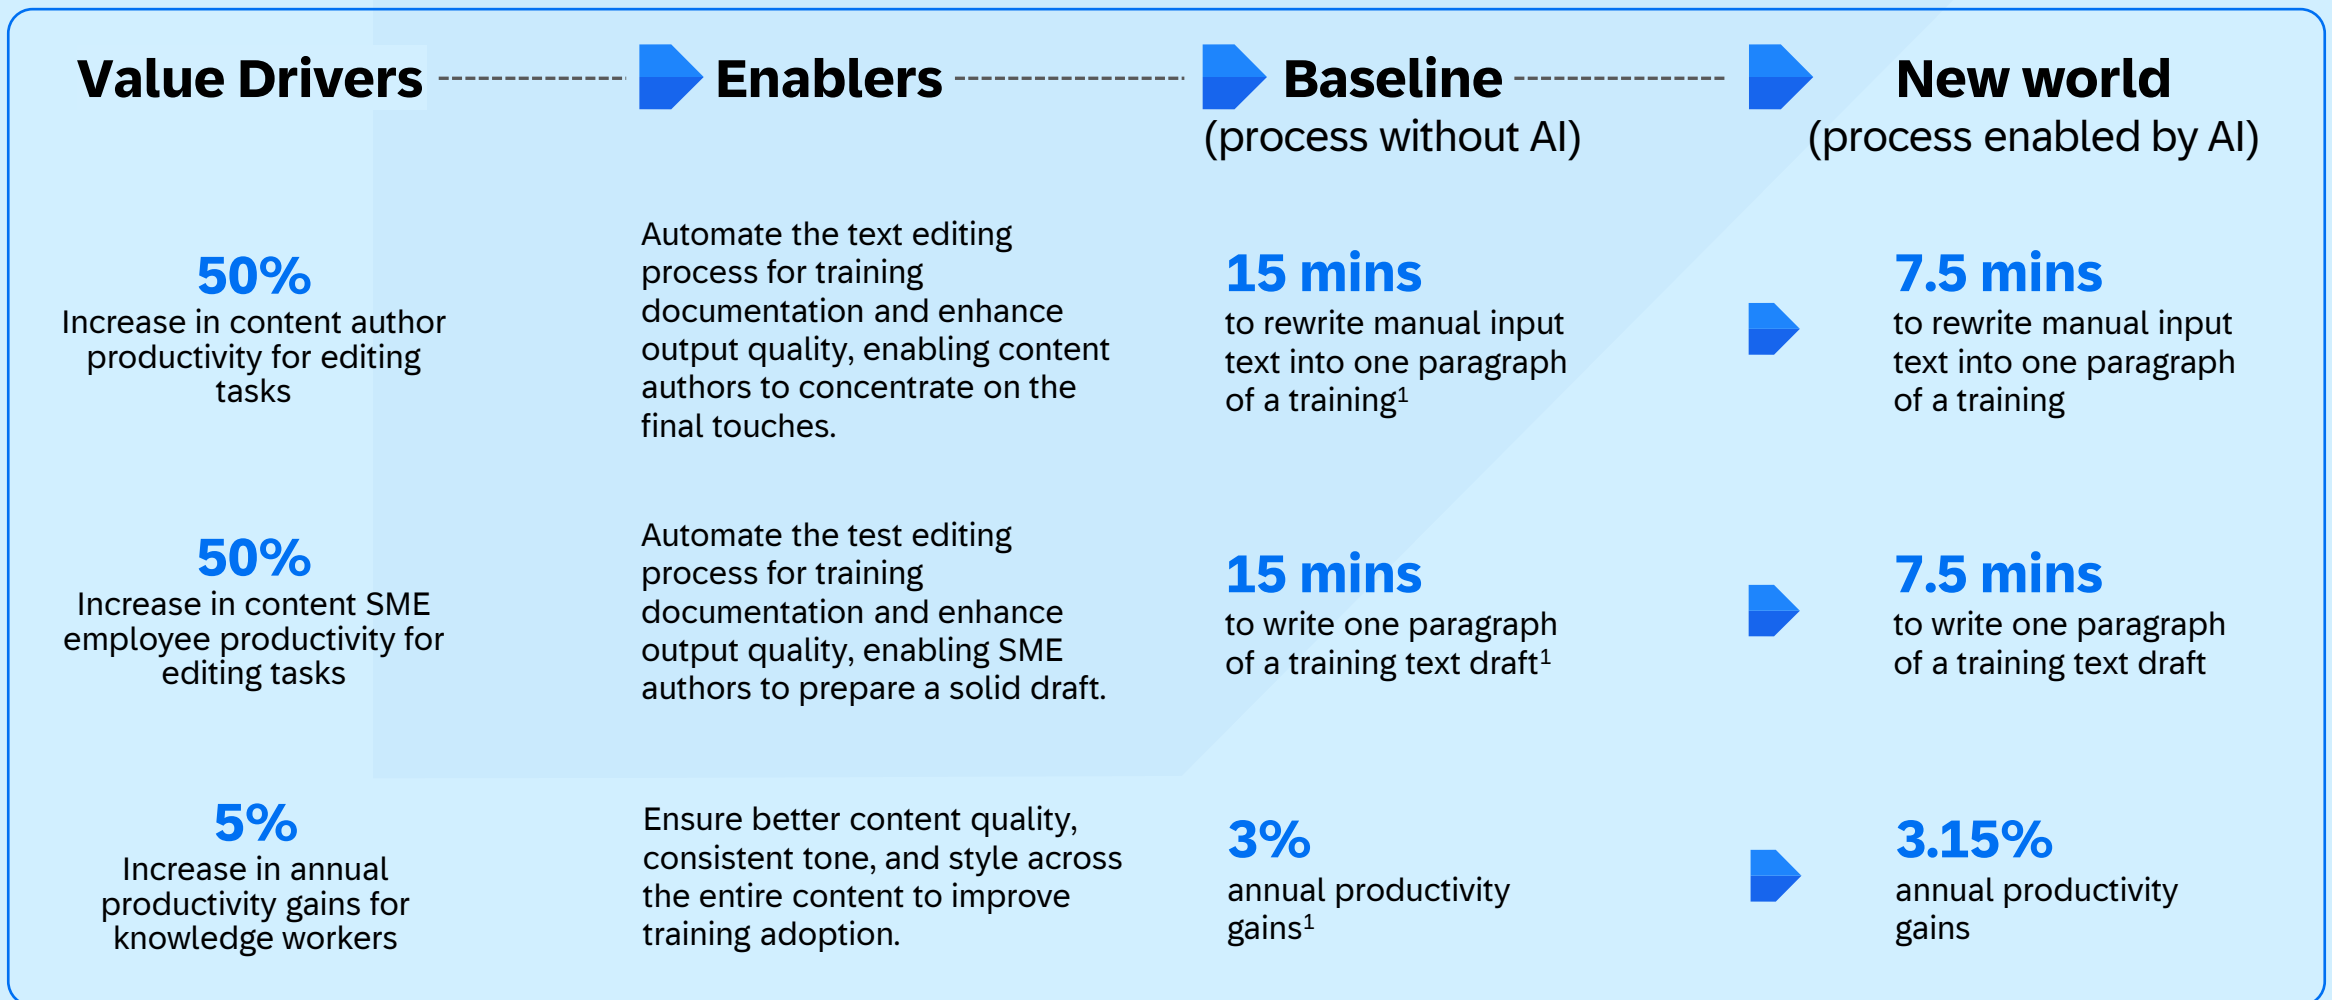 Value Drivers
Enablers
Baseline
(process without AI)
New world
(process enabled by AI)
50%
Increase in content author
productivity for editing
tasks
Automate the text editing
process for training
documentation and enhance
output quality, enabling content
authors to concentrate on the
final touches.
15 mins
to rewrite manual input
text into one paragraph
of a training¹
7.5 mins
to rewrite manual input
text into one paragraph
of a training
50%
Increase in content SME
employee productivity for
editing tasks
Automate the test editing
process for training
documentation and enhance
output quality, enabling SME
authors to prepare a solid draft.
15 mins
to write one paragraph
of a training text draft¹
7.5 mins
to write one paragraph
of a training text draft
5%
Increase in annual
productivity gains for
knowledge workers
Ensure better content quality,
consistent tone, and style across
the entire content to improve
training adoption.
3%
annual productivity
gains¹
3.15%
annual productivity
gains